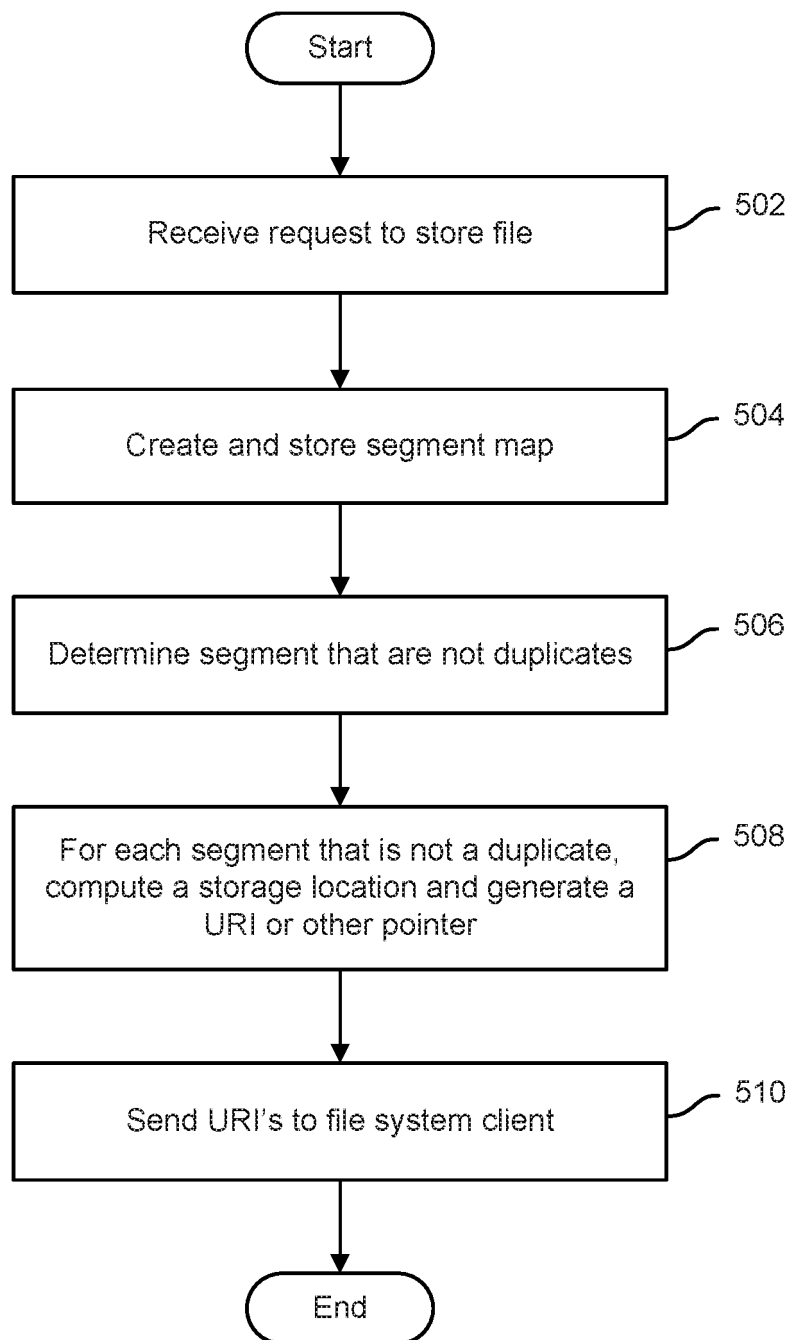 Start
Receive request to store file
502
Create and store segment map
504
Determine segment that are not duplicates
506
For each segment that is not a duplicate,
compute a storage location and generate a
URI or other pointer
508
Send URI's to file system client
510
End